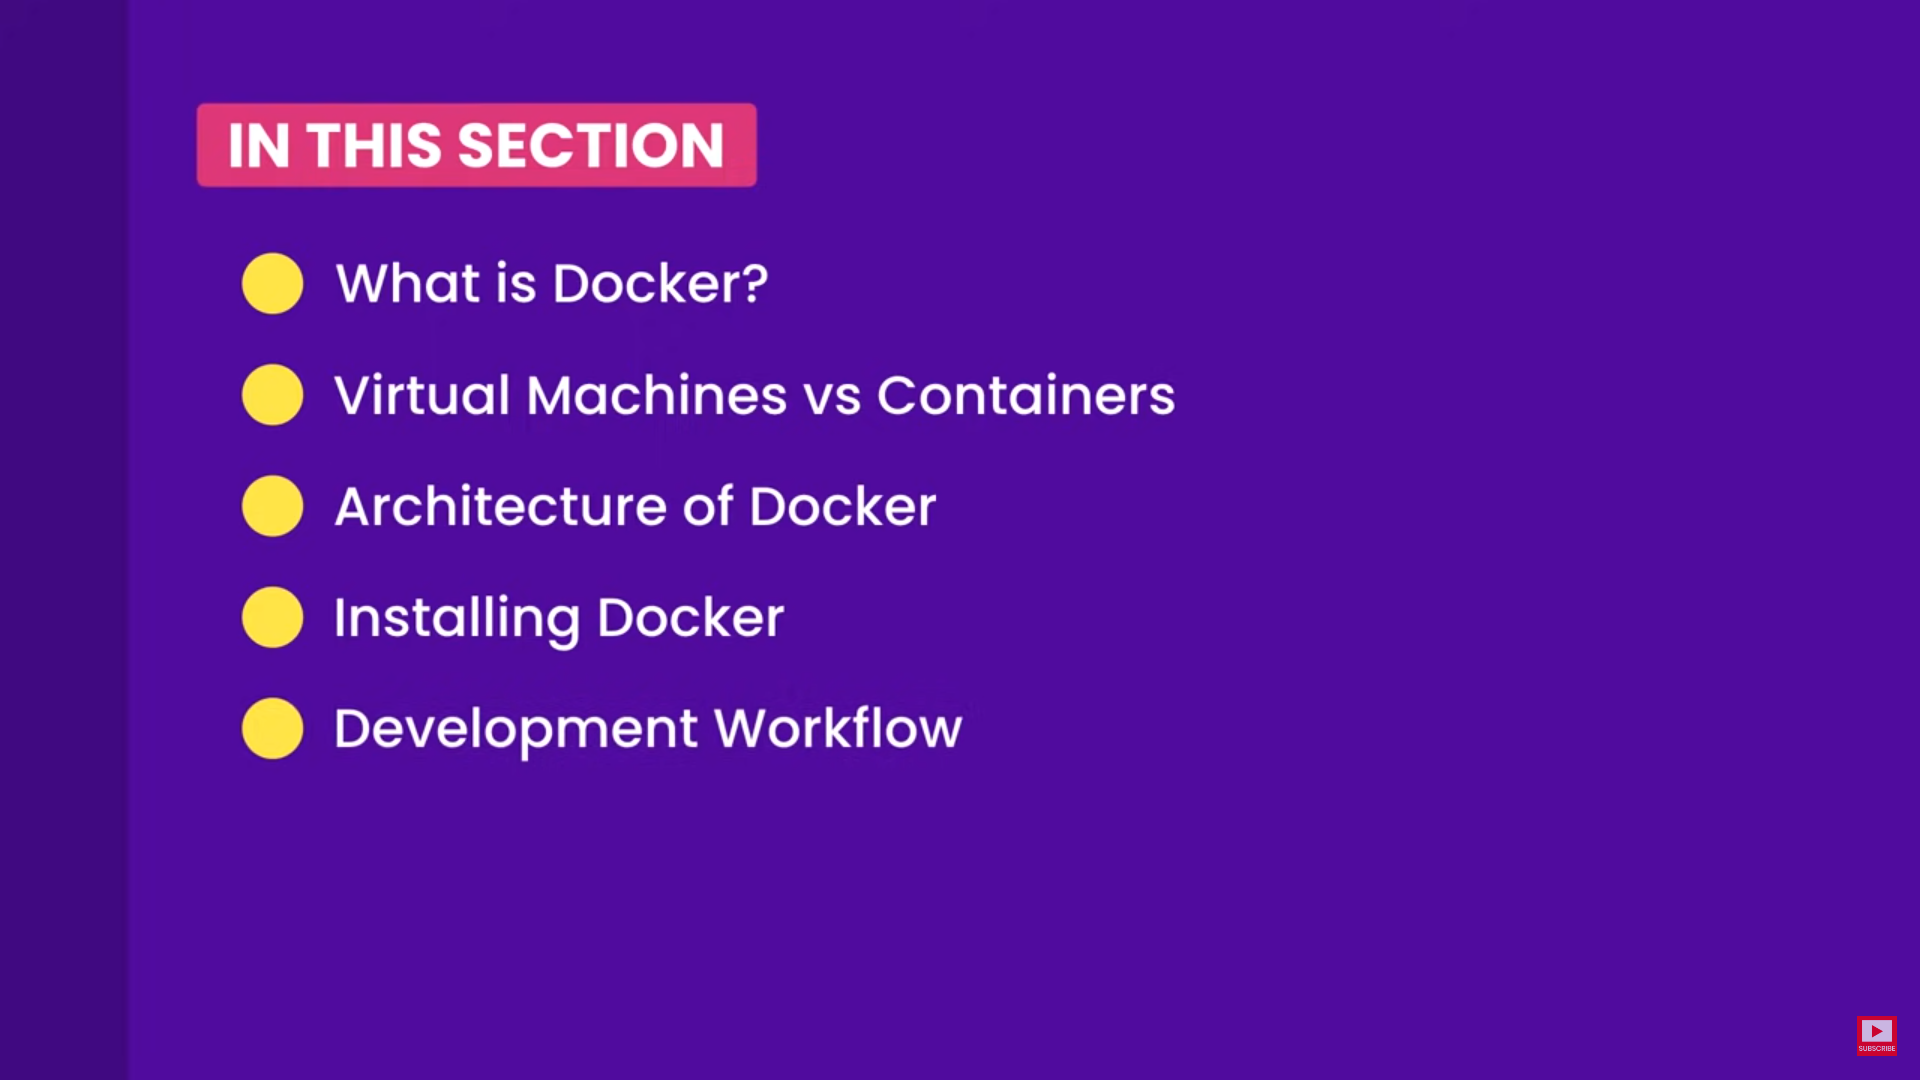 IN THIS SECTION
What is Docker?
Virtual Machines vs Containers
Architecture of Docker
Installing Docker
Development Workflow
SUBSCRIBE